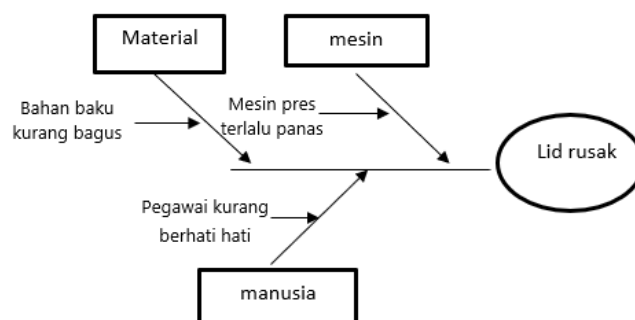 Material
mesin
Bahan baku
kurang bagus
Mesin pres
terlalu panas
Lid rusak
Pegawai kurang
berhati hati
manusia